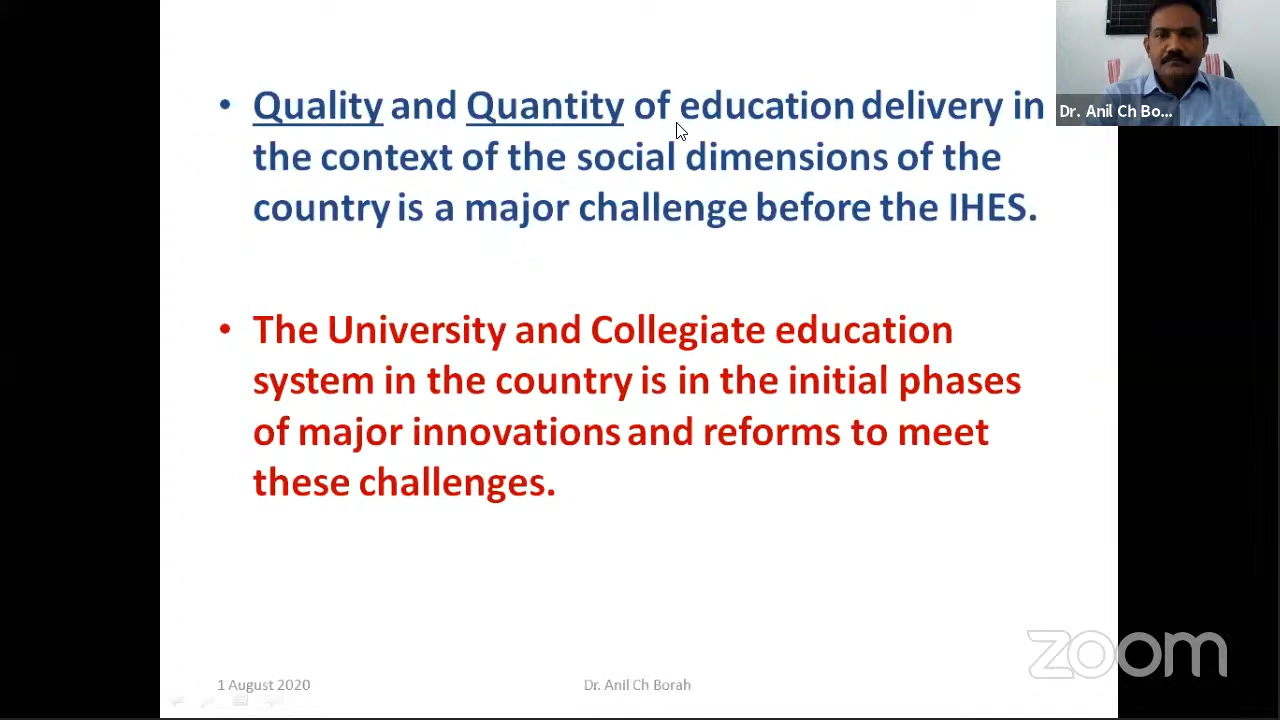 • Quality and Quantity of education delivery in
the context of the social dimensions of the
country is a major challenge before the IHES.
• The University and Collegiate education
system in the country is in the initial phases
of major innovations and reforms to meet
these challenges.
Dr. Anil Ch Bo...
1 August 2020
Dr. Anil Ch Borah
zoom